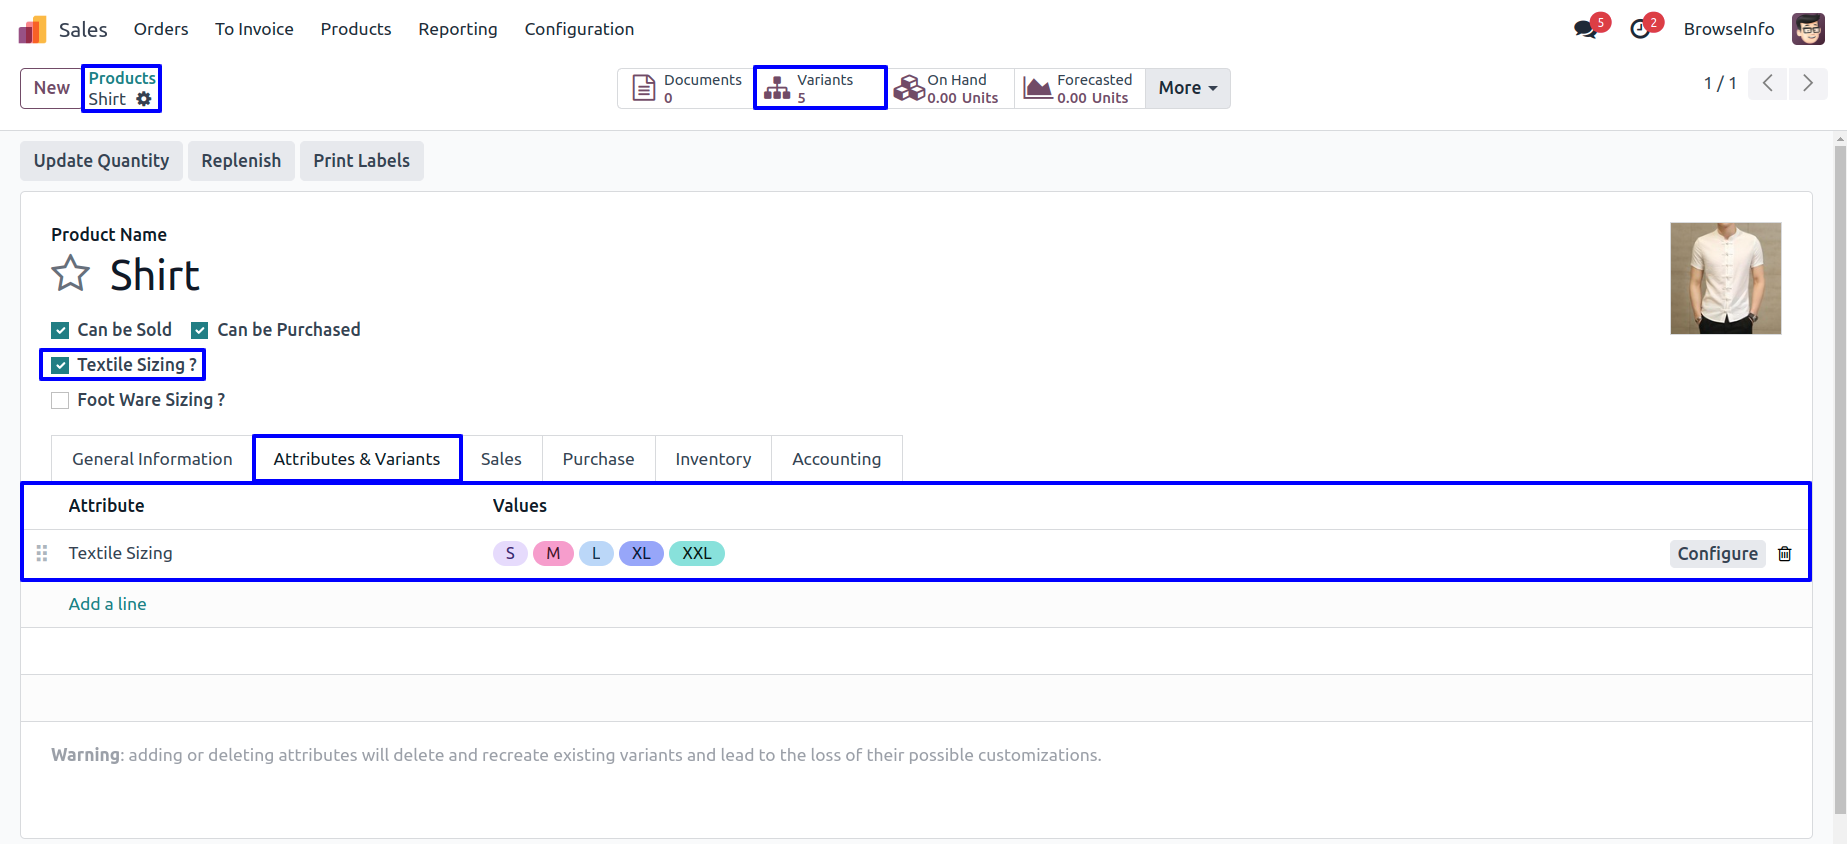 Sales Orders To Invoice Products Reporting Configuration 5 2 BrowseInfo
New Products Documents Variants On Hand Forecasted More 1 / 1
Shirt 0 5 0.00 Units 0.00 Units
Update Quantity Replenish Print Labels
Product Name
Shirt
Can be Sold Can be Purchased
Textile Sizing ?
Foot Ware Sizing ?
General Information Attributes & Variants Sales Purchase Inventory Accounting
Attribute Values
Textile Sizing S M L XL XXL Configure
Add a line
Warning: adding or deleting attributes will delete and recreate existing variants and lead to the loss of their possible customizations.